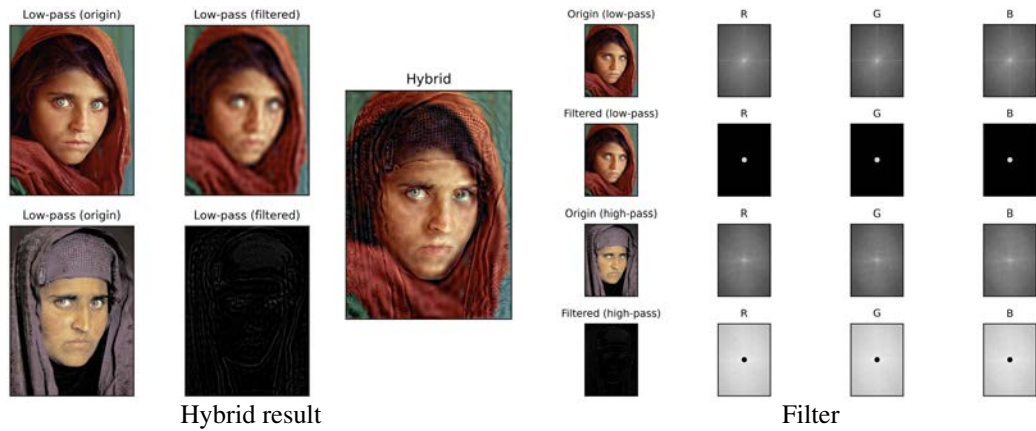 Low-pass (origin)
Low-pass (filtered)
Hybrid
Low-pass (origin)
Low-pass (filtered)
Hybrid result
Origin (low-pass)
R
G
B
Filtered (low-pass)
R
G
B
Origin (high-pass)
R
G
B
Filtered (high-pass)
R
G
B
Filter